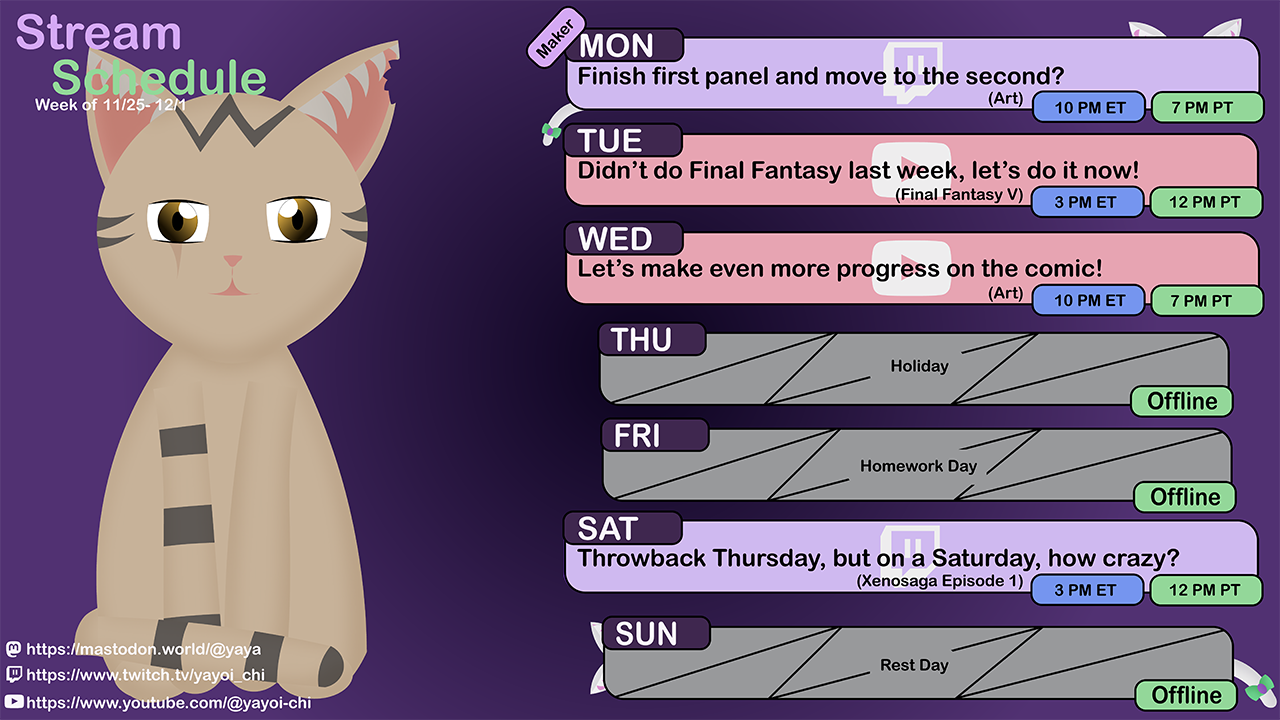 Stream
Schedule
Week of 11/25- 12/1
Maker
MON
Finish first panel and move to the second?
(Art)
10 PM ET
7 PM PT
TUE
Didn't do Final Fantasy last week, let's do it now!
(Final Fantasy V)
3 PM ET
12 PM PT
WED
Let's make even more progress on the comic!
(Art)
10 PM ET
7 PM PT
THU
Holiday
Offline
FRI
Homework Day
Offline
SAT
Throwback Thursday, but on a Saturday, how crazy?
(Xenosaga Episode 1)
3 PM ET
12 PM PT
SUN
Rest Day
Offline
https://mastodon.world/@yaya
https://www.twitch.tv/yayoi_chi
https://www.youtube.com/@yayoi-chi